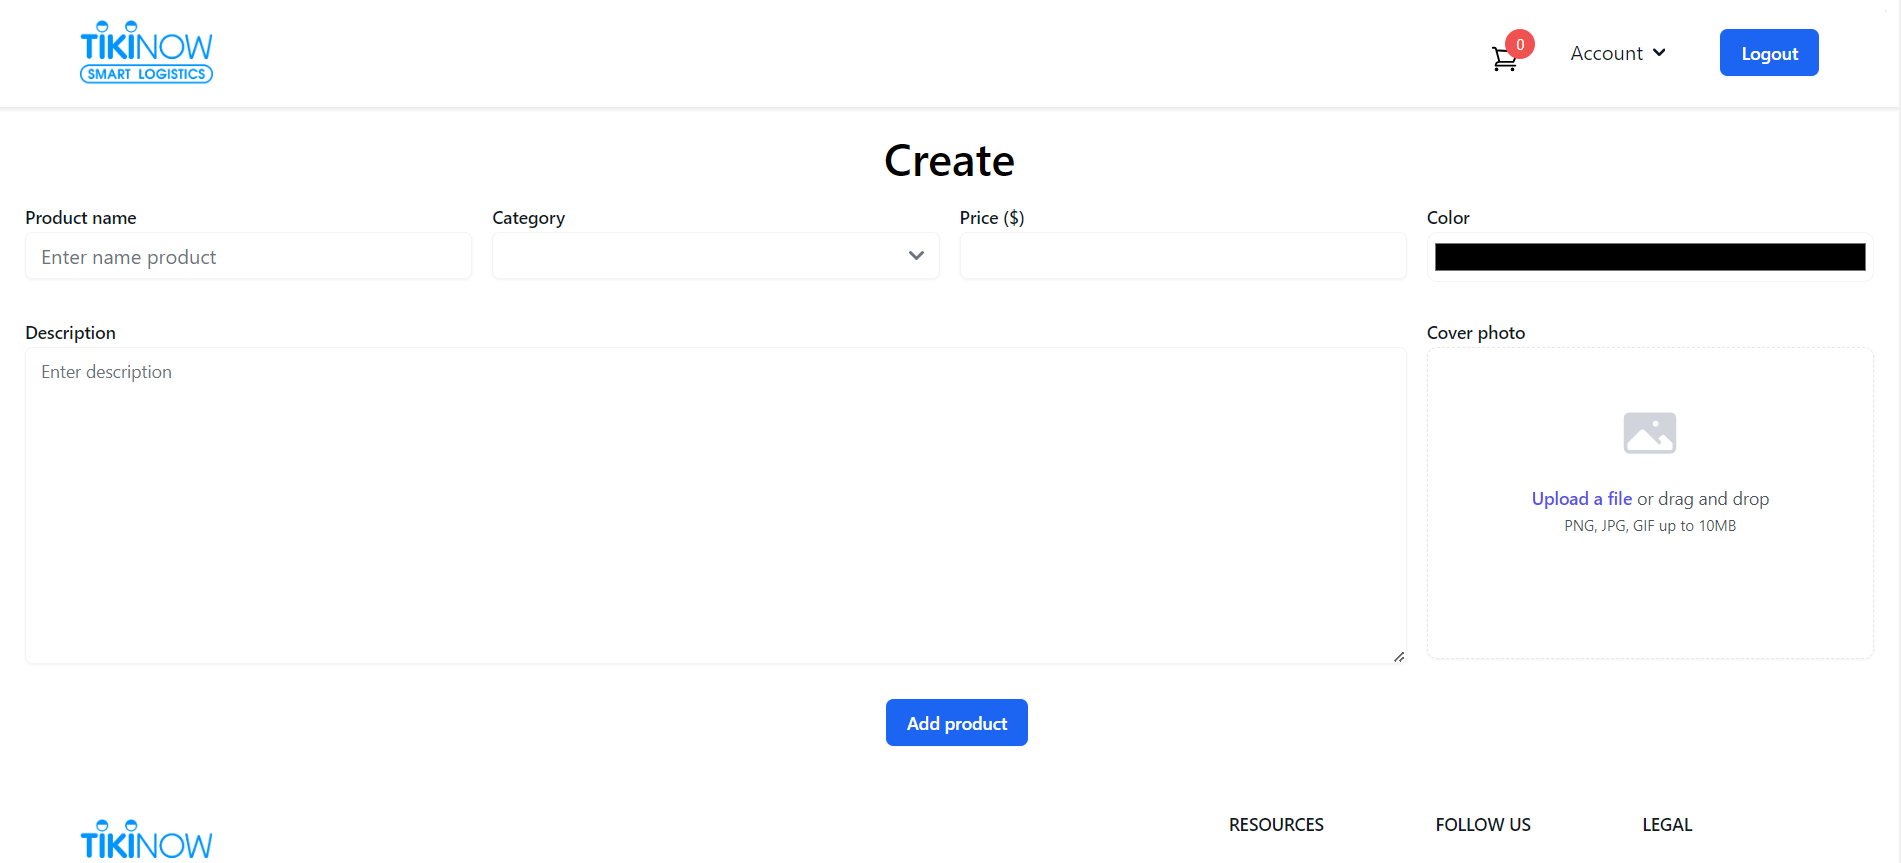 TIKINOW
SMART LOGISTICS
0
Account
Logout
Create
Product name
Category
Price ($)
Color
Enter name product
Description
Cover photo
Enter description
Upload a file or drag and drop
PNG, JPG, GIF up to 10MB
Add product
TIKINOW
RESOURCES
FOLLOW US
LEGAL